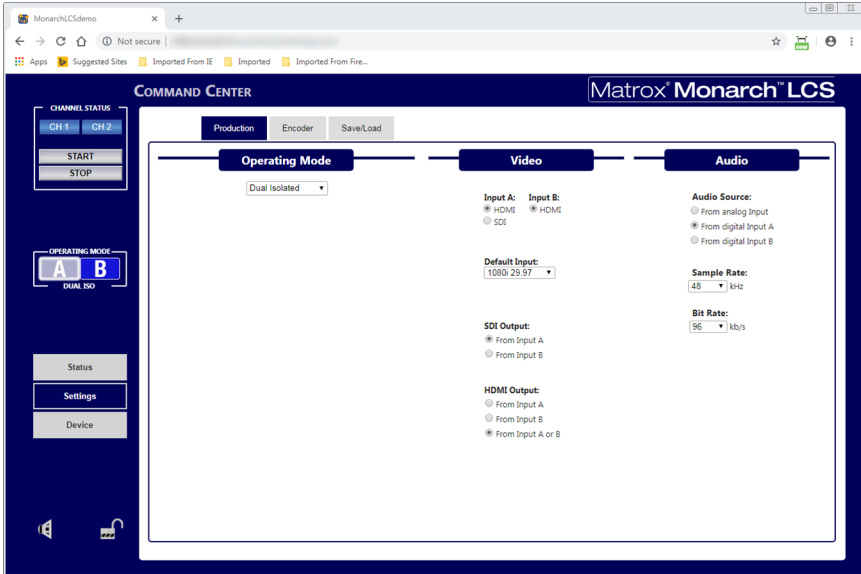 MonarchLCSdemo
Not secure
new
Apps Suggested Sites Imported From IE Imported Imported From Fire...
COMMAND CENTER
Matrox® Monarch™ LCS
CHANNEL STATUS
CH 1 CH 2
START
STOP
OPERATING MODE
A B
DUAL ISO
Status
Settings
Device
Production Encoder Save/Load
Operating Mode
Dual Isolated
Video
Input A: Input B:
HDMI HDMI
SDI
Default Input:
1080i 29.97
SDI Output:
From Input A
From Input B
HDMI Output:
From Input A
From Input B
From Input A or B
Audio
Audio Source:
From analog Input
From digital Input A
From digital Input B
Sample Rate:
48 kHz
Bit Rate:
96 kb/s